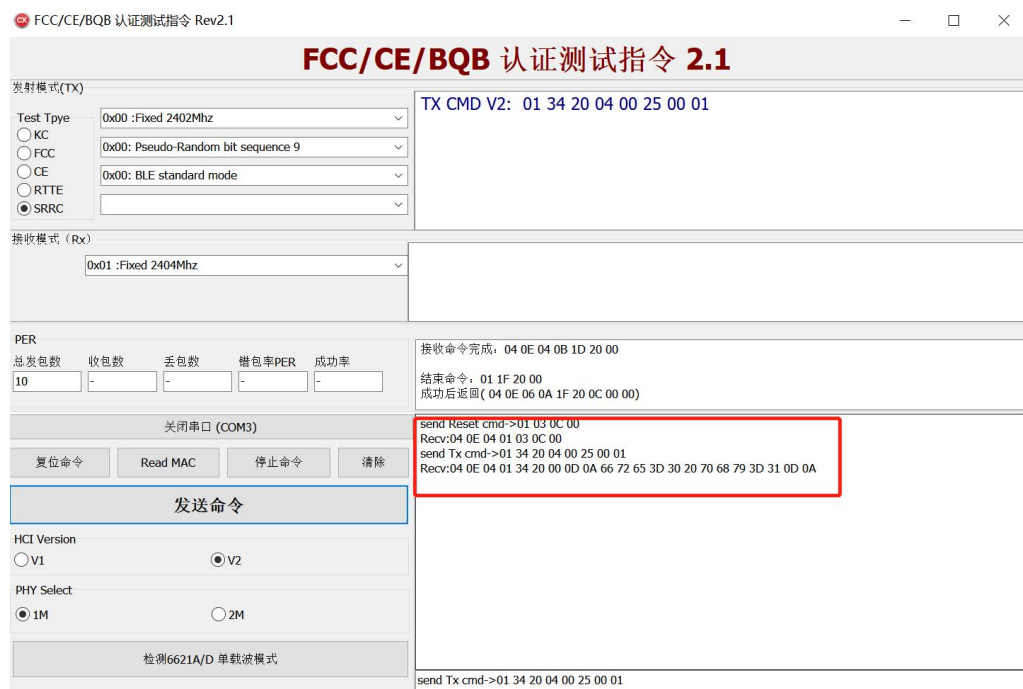 FCC/CE/BQB 认证测试指令 Rev2.1
FCC/CE/BQB 认证测试指令 2.1
发射模式(TX)
Test Tpye
KC
FCC
CE
RTTE
SRRC
0x00 :Fixed 2402Mhz
0x00: Pseudo-Random bit sequence 9
0x00: BLE standard mode
TX CMD V2: 01 34 20 04 00 25 00 01
接收模式（Rx）
0x01 :Fixed 2404Mhz
PER
总发包数 收包数 丢包数 错包率PER 成功率
10 - - - -
接收命令完成：04 0E 04 0B 1D 20 00
结束命令：01 1F 20 00
成功后返回( 04 0E 06 0A 1F 20 0C 00 00)
关闭串口 (COM3)
复位命令 Read MAC 停止命令 清除
发送命令
HCI Version
V1 V2
PHY Select
1M 2M
检测6621A/D 单载波模式
send Reset cmd->01 03 0C 00
Recv:04 0E 04 01 03 0C 00
send Tx cmd->01 34 20 04 00 25 00 01
Recv:04 0E 04 01 34 20 00 0D 0A 66 72 65 3D 30 20 70 68 79 3D 31 0D 0A
send Tx cmd->01 34 20 04 00 25 00 01